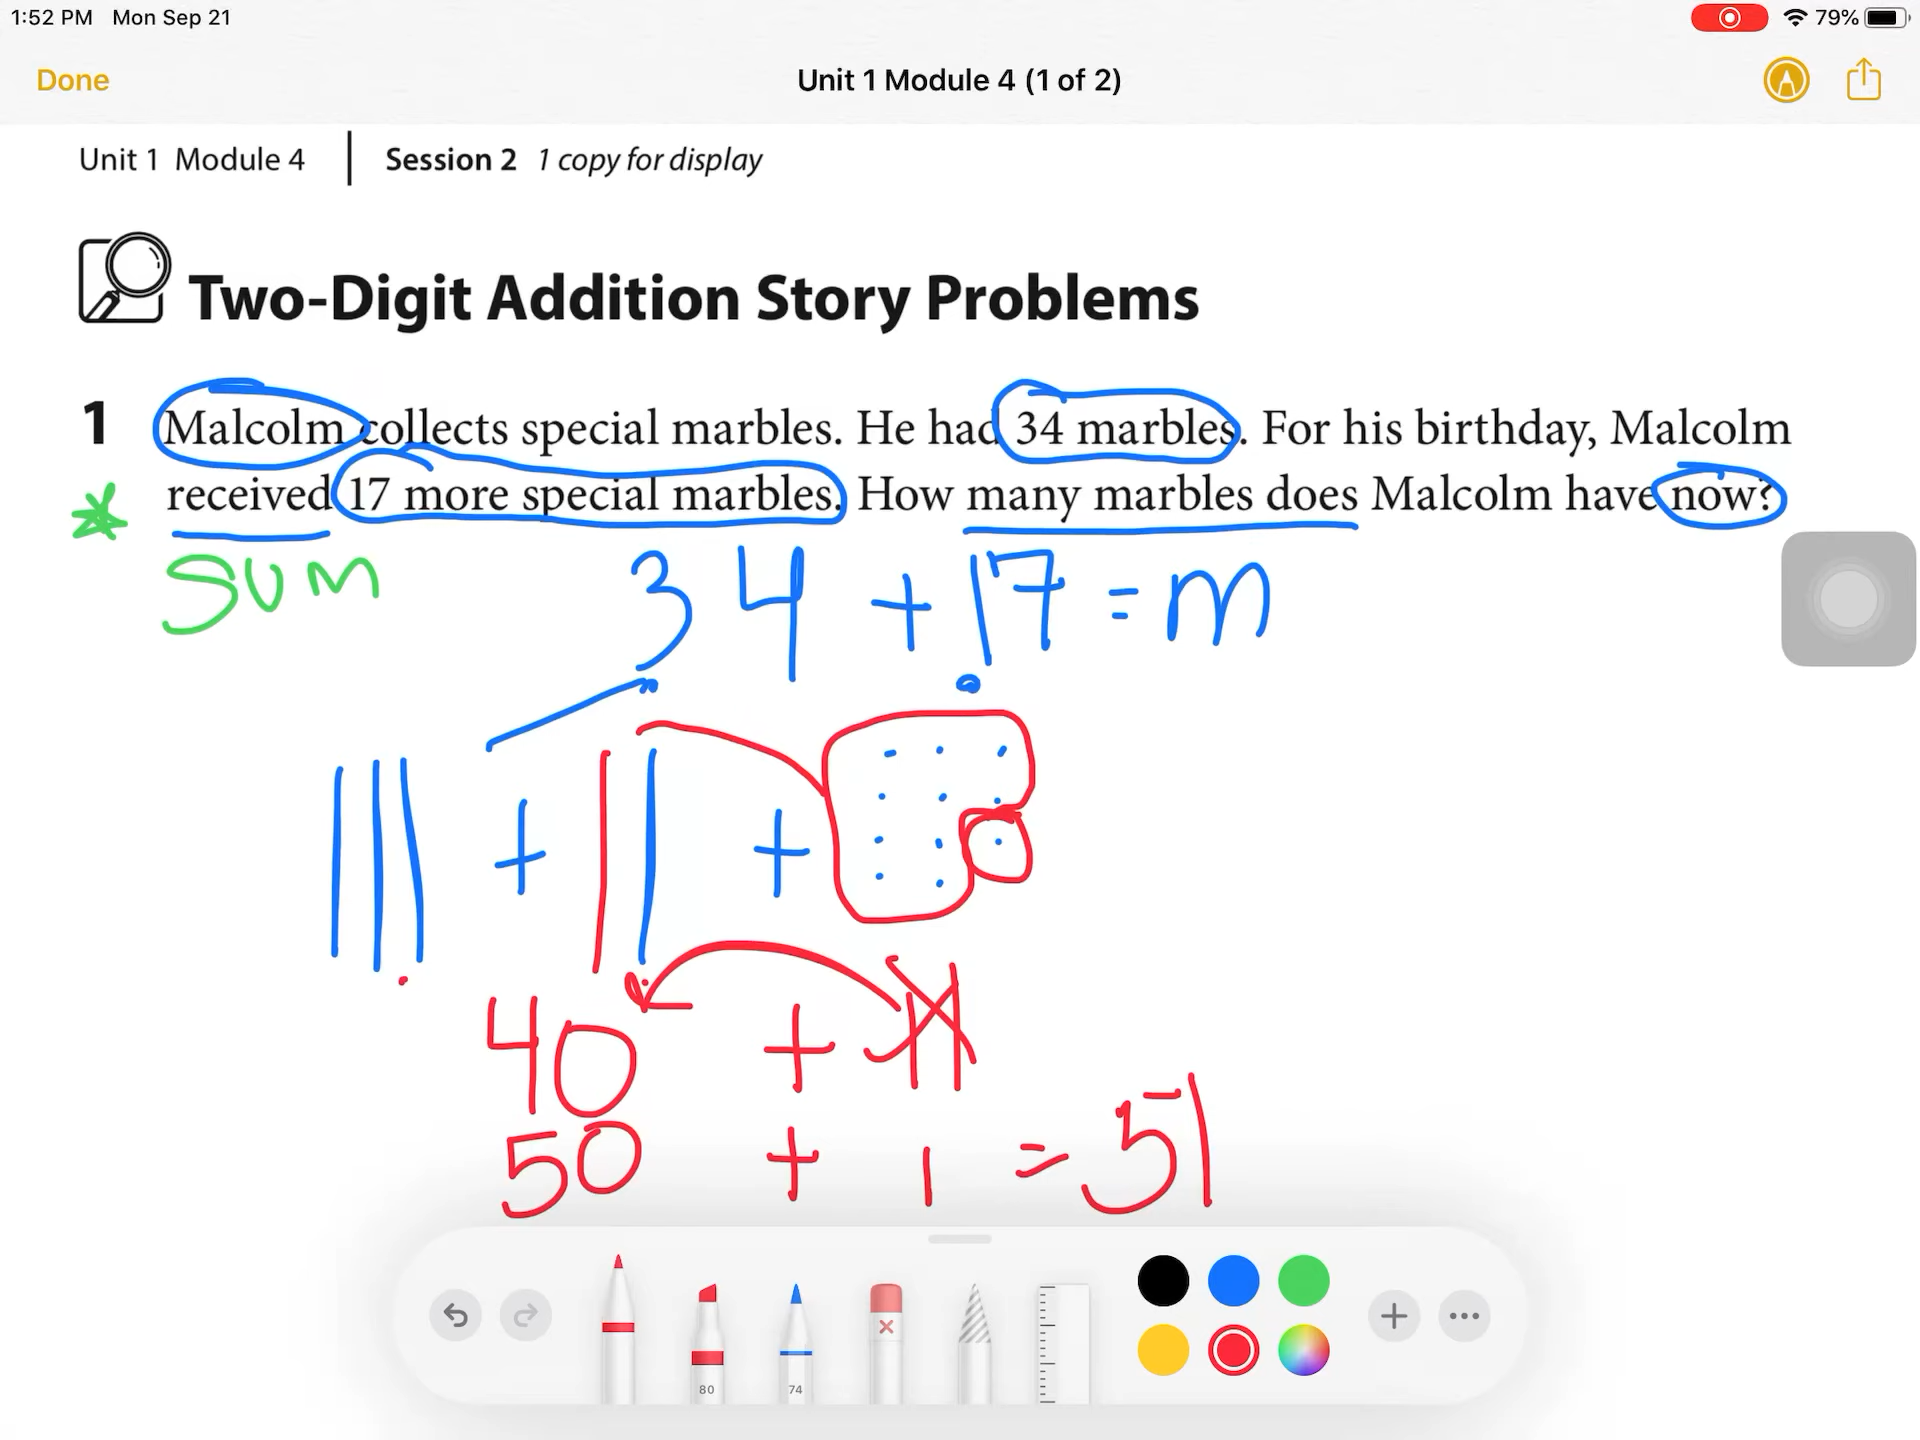 1:52 PM Mon Sep 21 79%
Done Unit 1 Module 4 (1 of 2)
Unit 1 Module 4 Session 2 1 copy for display
Two-Digit Addition Story Problems
1 Malcolm collects special marbles. He had 34 marbles. For his birthday, Malcolm
received 17 more special marbles. How many marbles does Malcolm have now?
SUM 34 + 17 = m
+ +
40 + 11
50 + 1 = 51
80 74